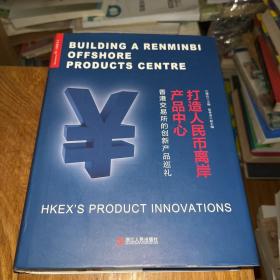 BUILDING A RENMINBI
OFFSHORE
PRODUCTS CENTRE
打造人民币离岸
产品中心
香港交易所的创新产品巡礼
HKEX'S PRODUCT INNOVATIONS
浙江人民出版社